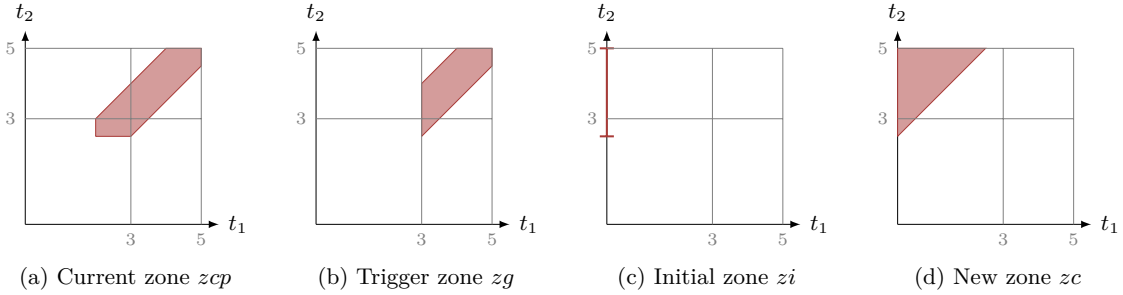 t₂
5
3
3
5
t₁
(a) Current zone zcp
t₂
5
3
3
5
t₁
(b) Trigger zone zg
t₂
5
3
3
5
t₁
(c) Initial zone zi
t₂
5
3
3
5
t₁
(d) New zone zc